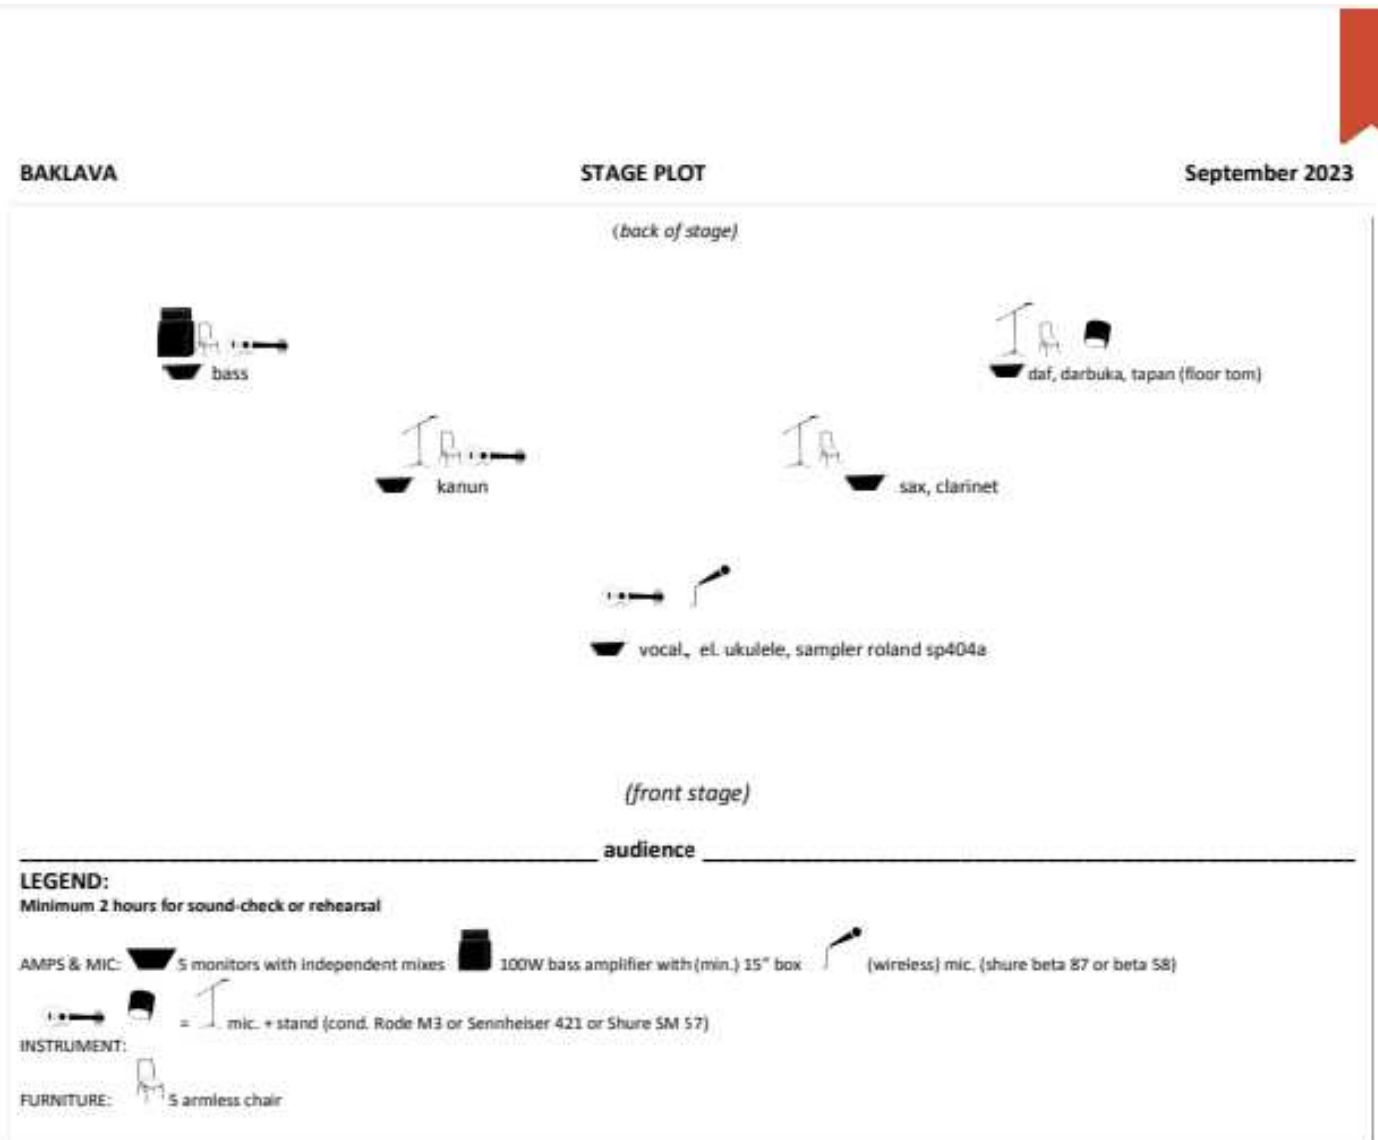 BAKLAVA STAGE PLOT September 2023
(back of stage)
bass
daf, darbuka, tapan (floor tom)
kanun
sax, clarinet
vocal, el. ukulele, sampler roland sp404a
(front stage)
audience
LEGEND:
Minimum 2 hours for sound-check or rehearsal
AMPS & MIC: 5 monitors with independent mixes 100W bass amplifier with (min.) 15" box (wireless) mic. (shure beta 87 or beta 58)
= mic. + stand (cond. Rode M3 or Sennheiser 421 or Shure SM 57)
INSTRUMENT:
FURNITURE: 5 armless chair